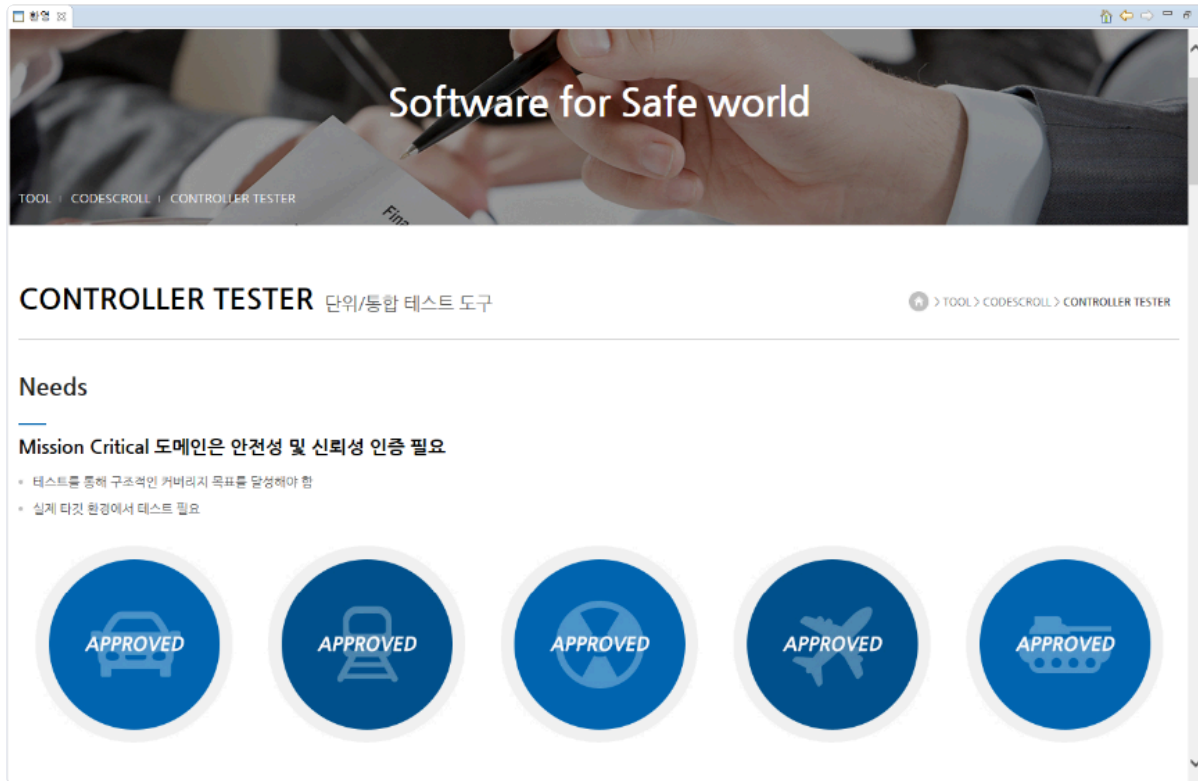 환영
Software for Safe world
TOOL | CODESCROLL | CONTROLLER TESTER
Fina
CONTROLLER TESTER 단위/통합 테스트 도구
> TOOL > CODESCROLL > CONTROLLER TESTER
Needs
Mission Critical 도메인은 안전성 및 신뢰성 인증 필요
테스트를 통해 구조적인 커버리지 목표를 달성해야 함
실제 타깃 환경에서 테스트 필요
APPROVED APPROVED APPROVED APPROVED APPROVED